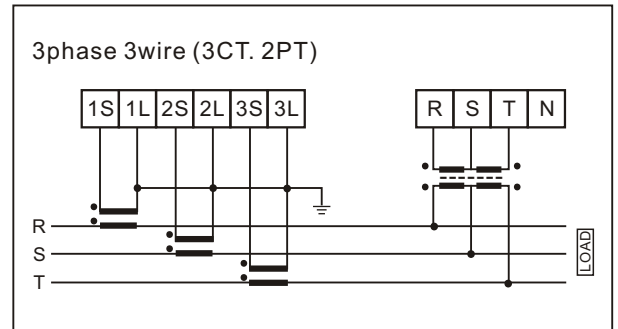 3phase 3wire (3CT. 2PT)
1S 1L 2S 2L 3S 3L
R S T N
R
S
T
LOAD